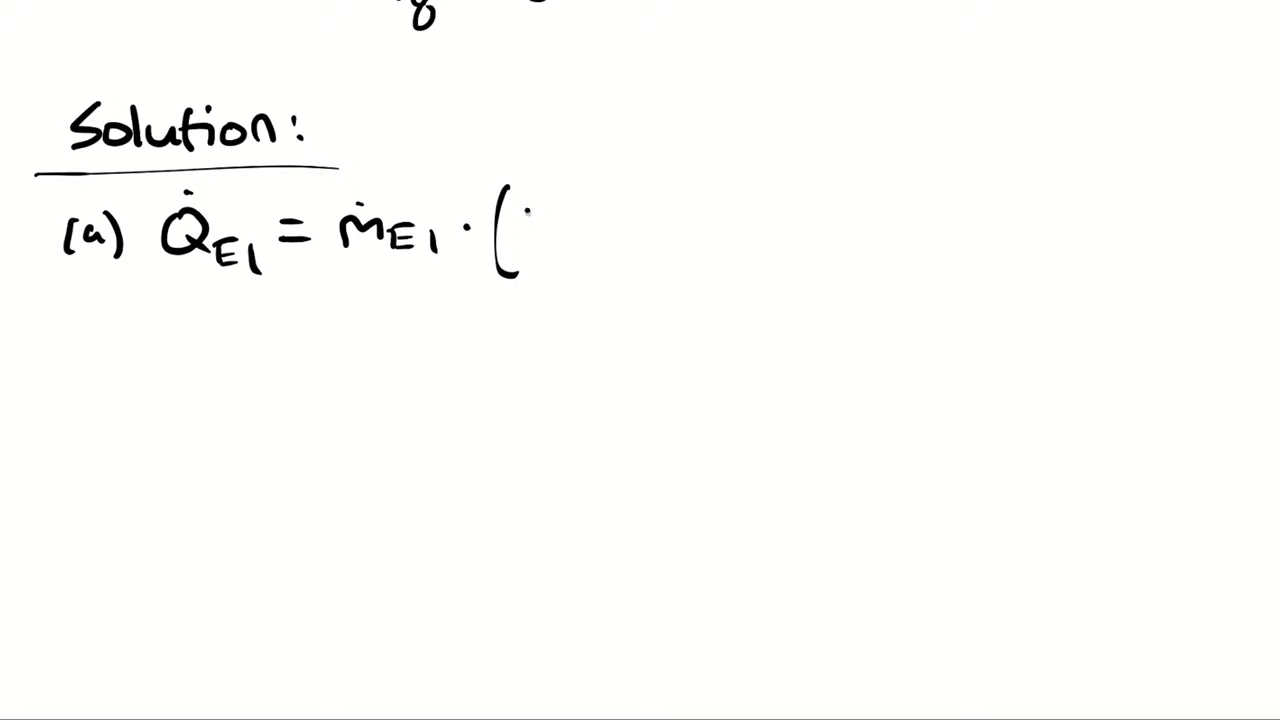 Solution:
(a) Q̇E1 = ṁE1 · (